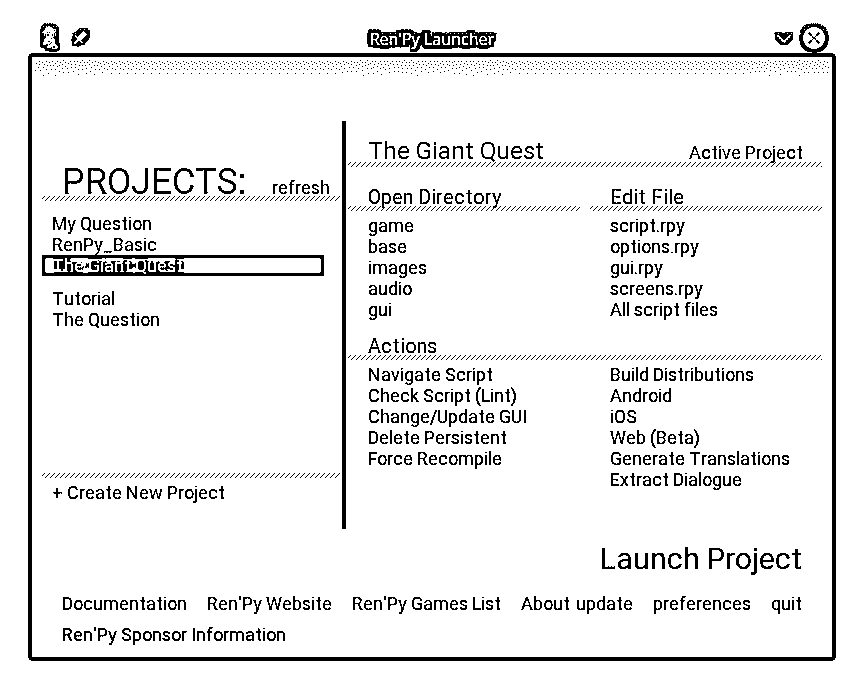 Ren'Py Launcher
PROJECTS: refresh
My Question
RenPy_Basic
The Giant Quest
Tutorial
The Question
+ Create New Project
The Giant Quest Active Project
Open Directory Edit File
game script.rpy
base options.rpy
images gui.rpy
audio screens.rpy
gui All script files
Actions
Navigate Script Build Distributions
Check Script (Lint) Android
Change/Update GUI iOS
Delete Persistent Web (Beta)
Force Recompile Generate Translations
Extract Dialogue
Launch Project
Documentation Ren'Py Website Ren'Py Games List About update preferences quit
Ren'Py Sponsor Information